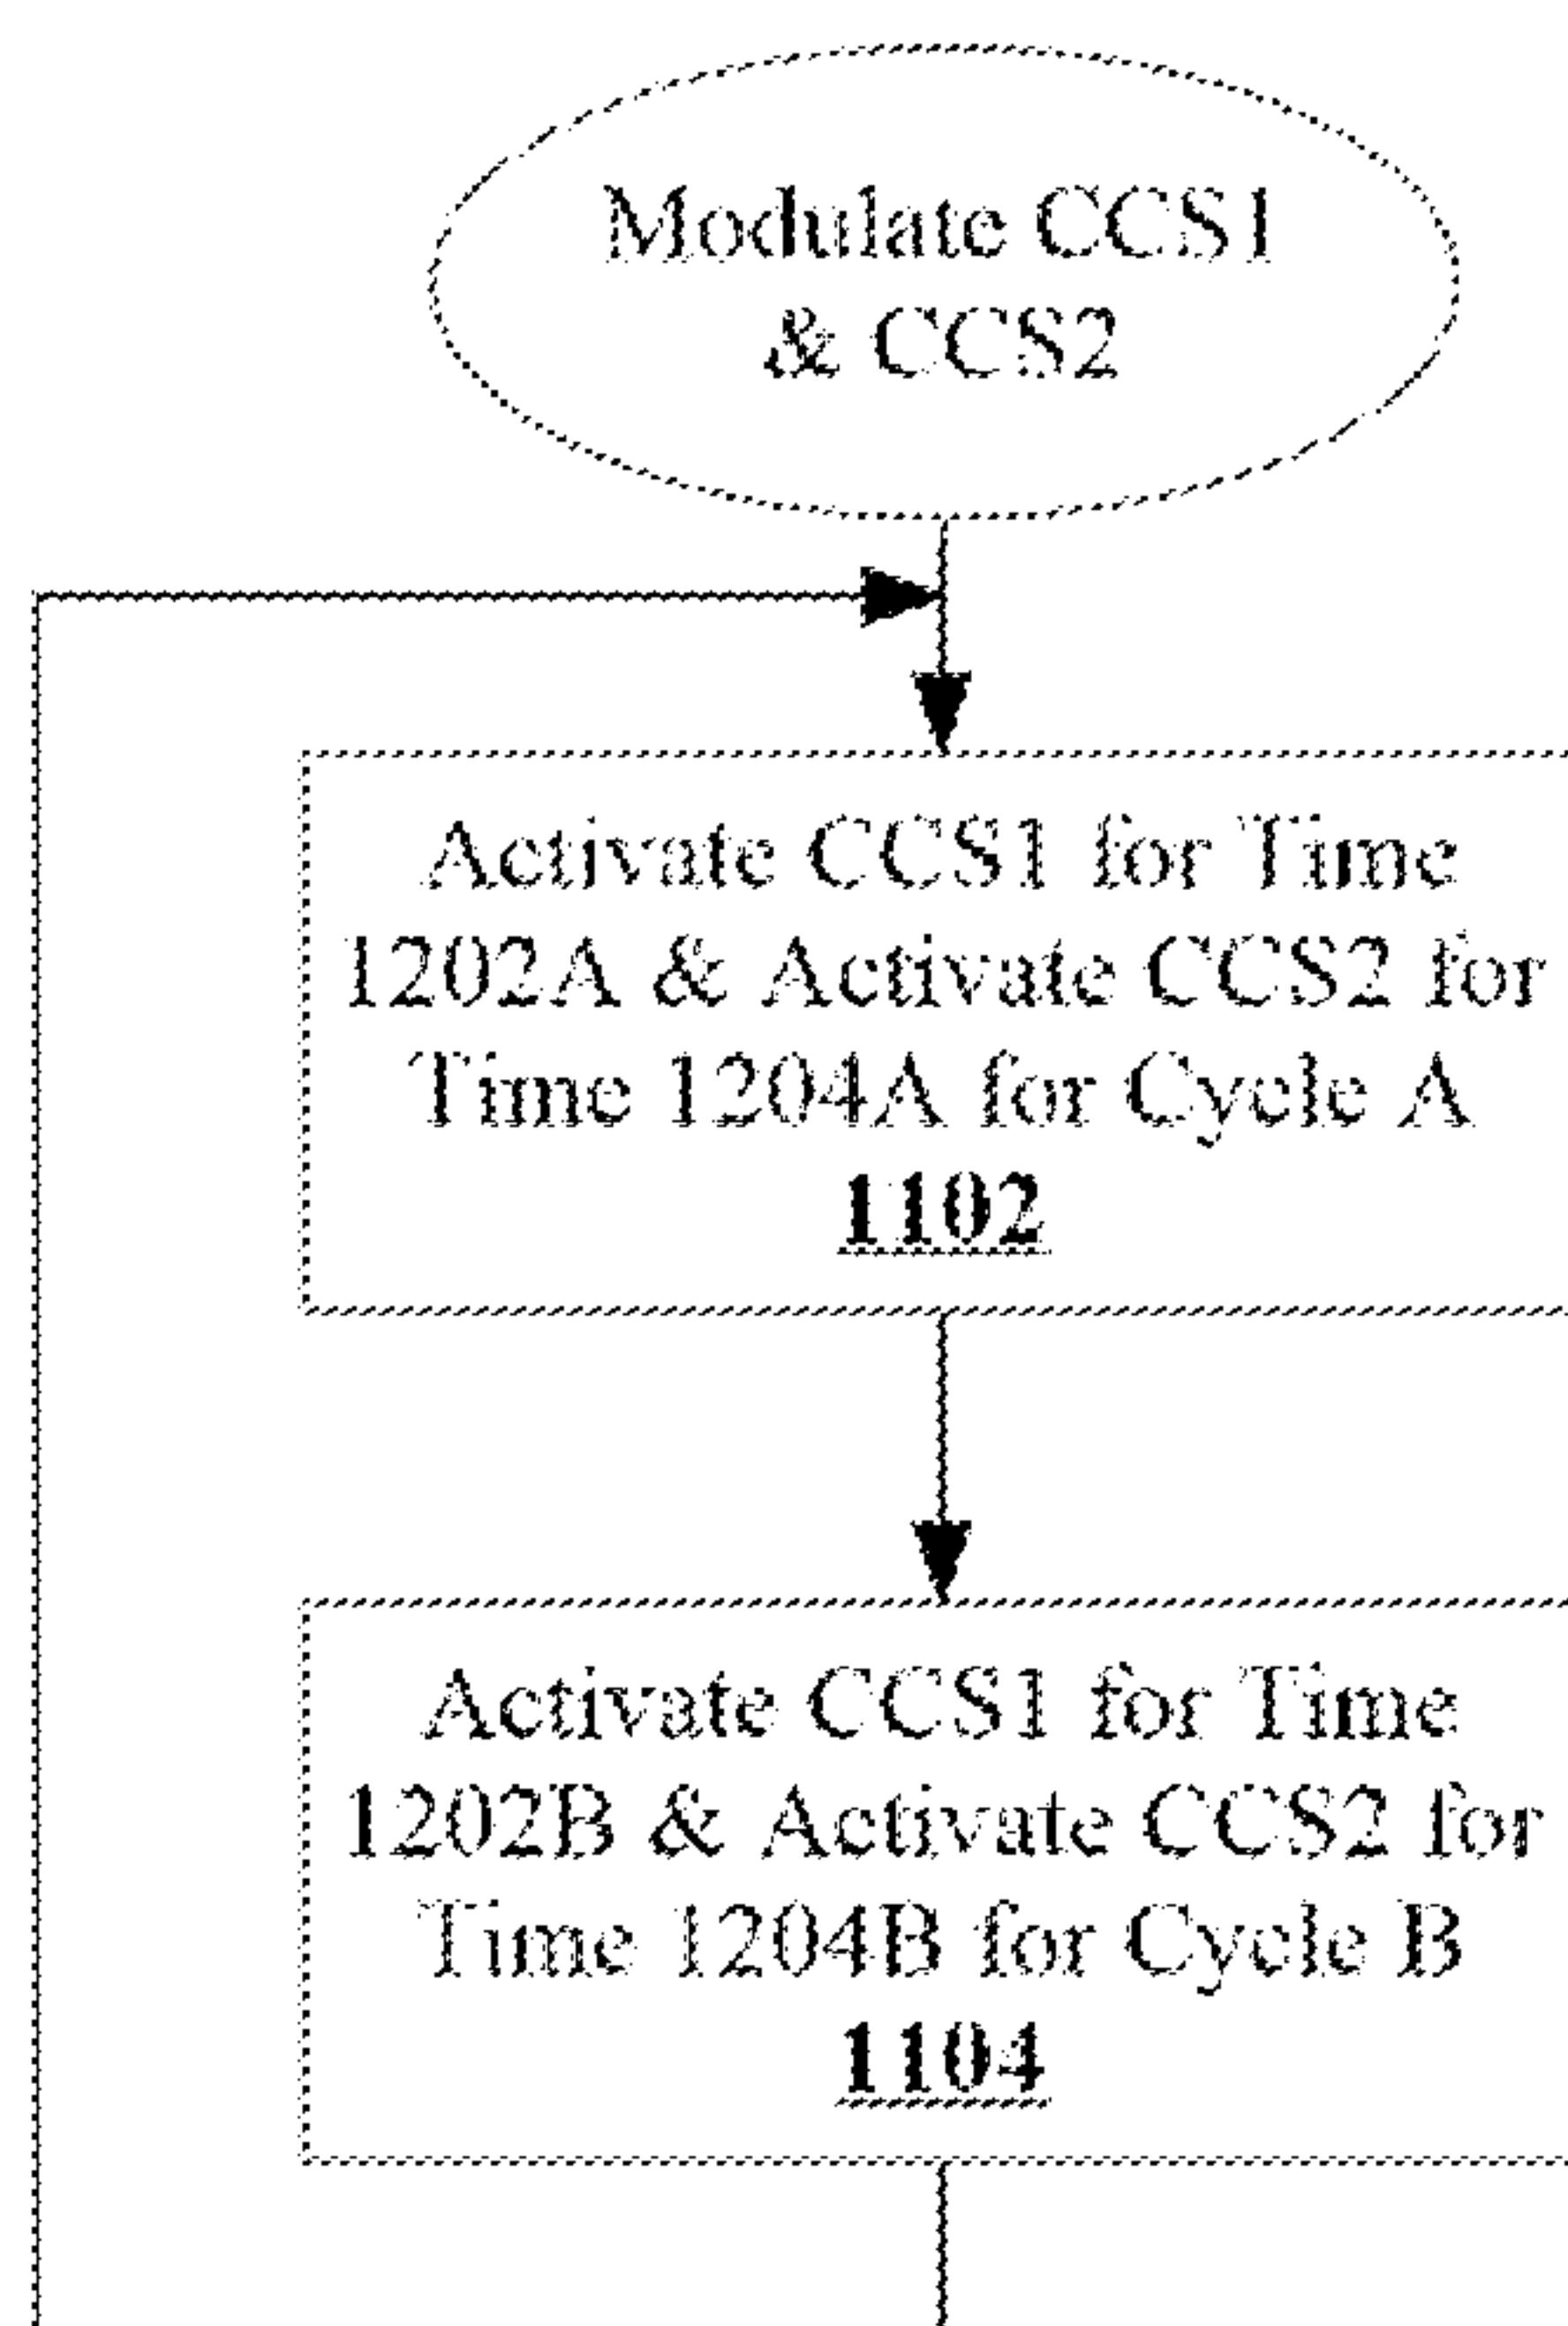 Modulate CCS1
& CCS2
Activate CCS1 for Time
1202A & Activate CCS2 for
Time 1204A for Cycle A
1102
Activate CCS1 for Time
1202B & Activate CCS2 for
Time 1204B for Cycle B
1104